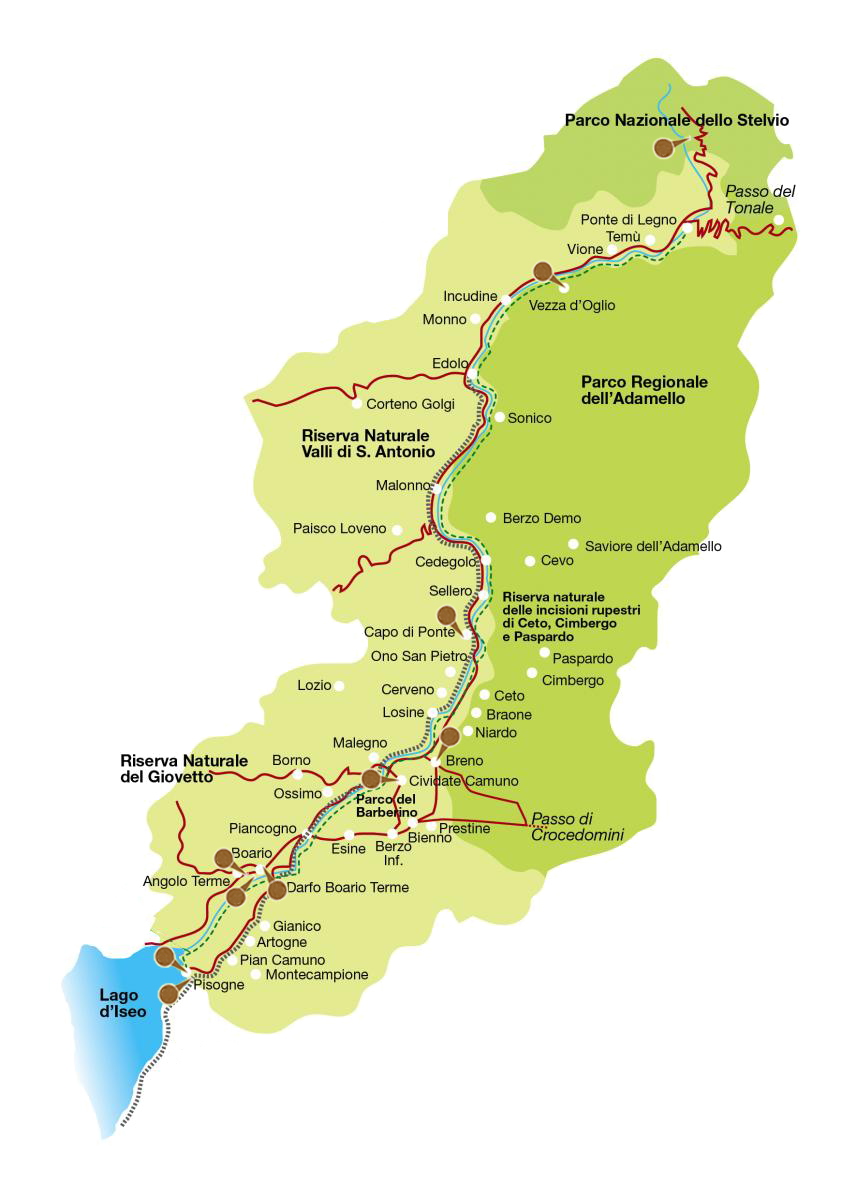 Parco Nazionale dello Stelvio
Passo del
Tonale
Ponte di Legno
Temù
Vione
Incudine
Vezza d’Oglio
Monno
Edolo
Parco Regionale
dell’Adamello
Corteno Golgi
Sonico
Riserva Naturale
Valli di S. Antonio
Malonno
Berzo Demo
Paisco Loveno
Saviore dell’Adamello
Cedegolo
Cevo
Sellero
Riserva naturale
delle incisioni rupestri
di Ceto, Cimbergo
e Paspardo
Capo di Ponte
Ono San Pietro
Paspardo
Cimbergo
Lozio
Cerveno
Ceto
Losine
Braone
Niardo
Malegno
Riserva Naturale
del Giovetto
Borno
Breno
Cividate Camuno
Ossimo
Parco del
Barberino
Passo di
Crocedomini
Piancogno
Prestine
Bienno
Esine
Berzo
Inf.
Boario
Angolo Terme
Darfo Boario Terme
Gianico
Artogne
Pian Camuno
Montecampione
Pisogne
Lago
d’Iseo